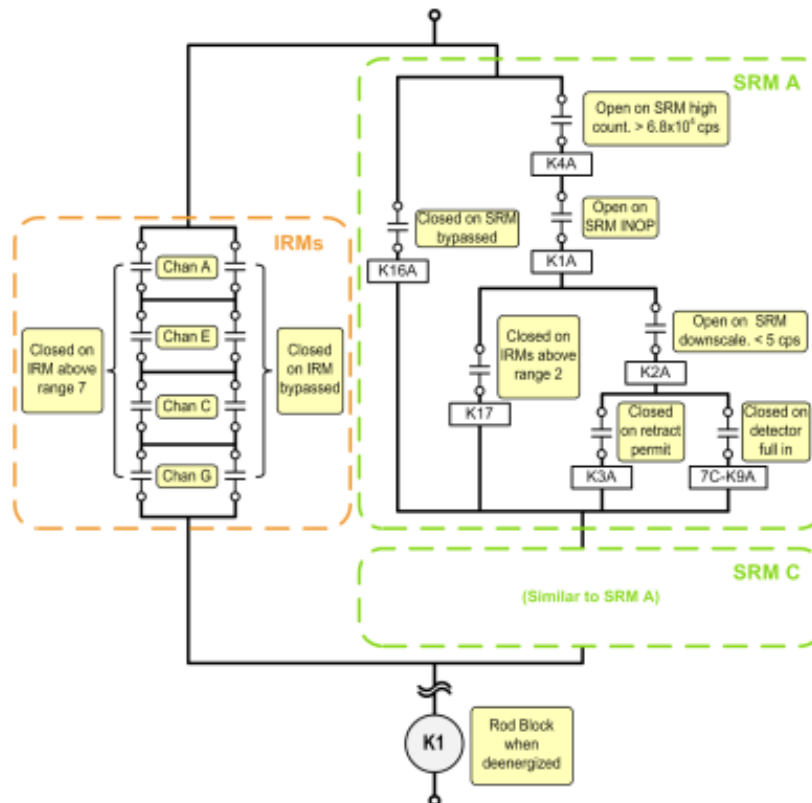 SRM A
Open on SRM high
count. > 6.8x10⁴ cps
K4A
Closed on SRM
bypassed
K16A
Open on
SRM INOP
K1A
IRMs
Chan A
Chan E
Chan C
Chan G
Closed on
IRM above
range 7
Closed
on IRM
bypassed
Closed on
IRMs above
range 2
K17
Open on SRM
downscale. < 5 cps
K2A
Closed
on retract
permit
K3A
Closed on
detector
full in
7C-K9A
SRM C
(Similar to SRM A)
K1
Rod Block
when
deenergized